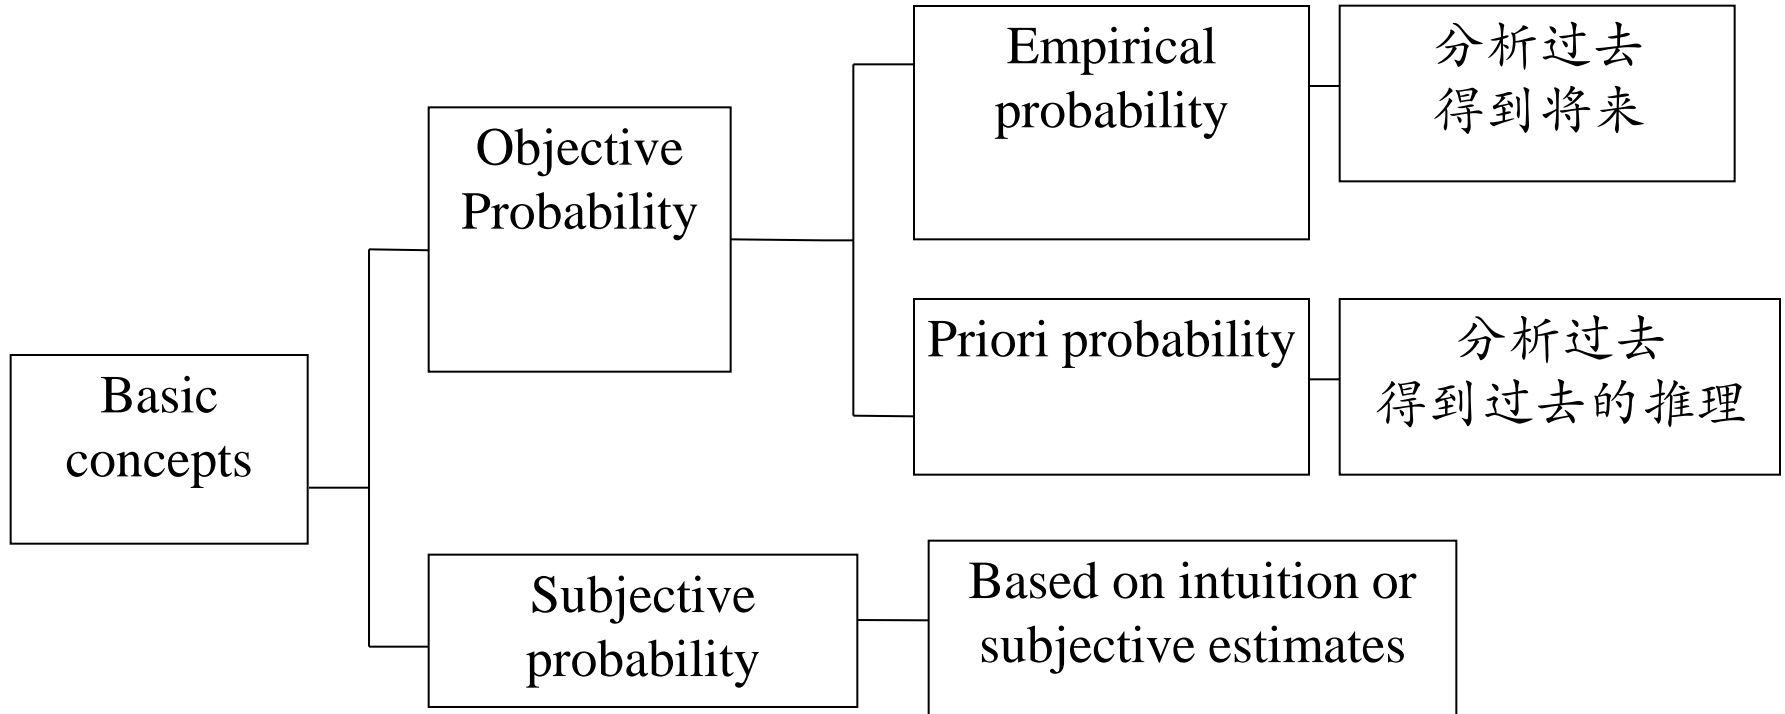 Basic
concepts
Objective
Probability
Empirical
probability
分析过去
得到将来
Priori probability
分析过去
得到过去的推理
Subjective
probability
Based on intuition or
subjective estimates